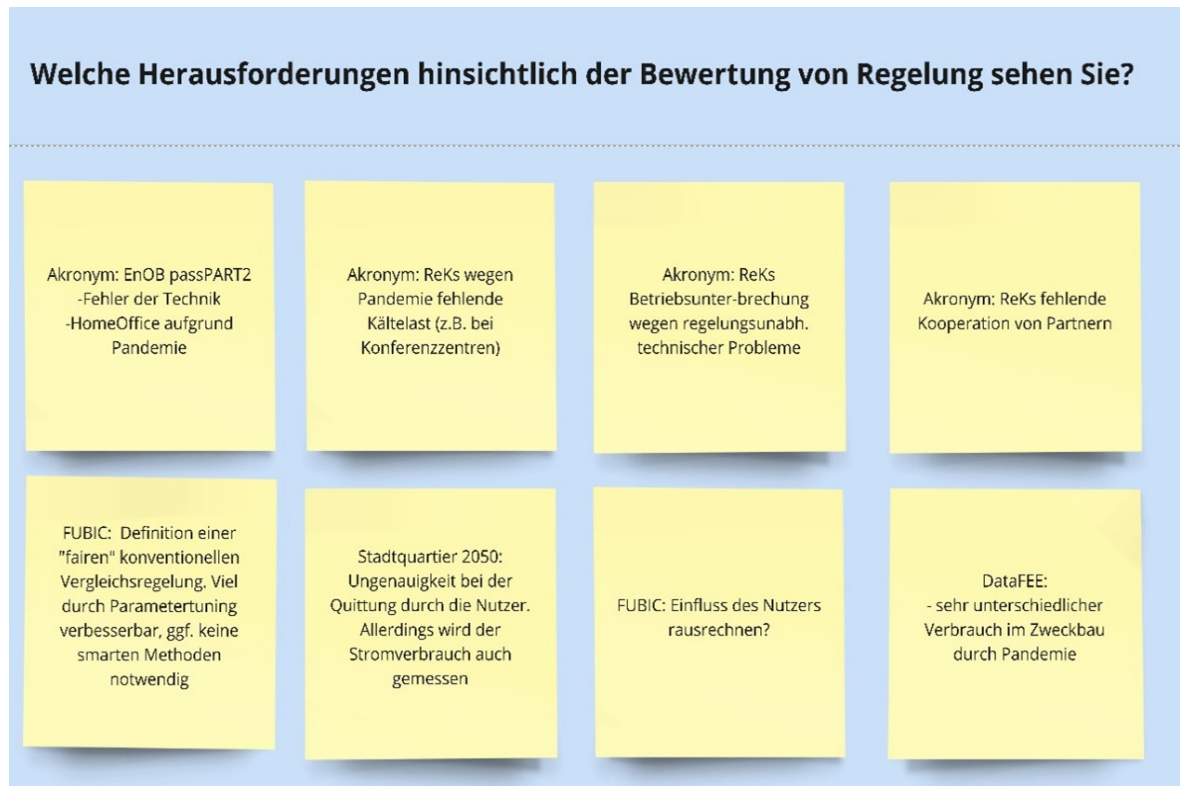 Welche Herausforderungen hinsichtlich der Bewertung von Regelung sehen Sie?
Akronym: EnOB passPART2
-Fehler der Technik
-HomeOffice aufgrund
Pandemie
Akronym: ReKs wegen
Pandemie fehlende
Kältelast (z.B. bei
Konferenzzentren)
Akronym: ReKs
Betriebsunter-brechung
wegen regelungsunabh.
technischer Probleme
Akronym: ReKs fehlende
Kooperation von Partnern
FUBIC: Definition einer
"fairen" konventionellen
Vergleichsregelung. Viel
durch Parametertuning
verbesserbar, ggf. keine
smarten Methoden
notwendig
Stadtquartier 2050:
Ungenauigkeit bei der
Quittung durch die Nutzer.
Allerdings wird der
Stromverbrauch auch
gemessen
FUBIC: Einfluss des Nutzers
rausrechnen?
DataFEE:
- sehr unterschiedlicher
Verbrauch im Zweckbau
durch Pandemie